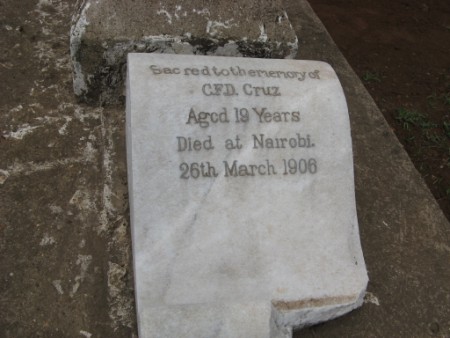 Sacred to the memory of
C.F.D. Cruz
Aged 19 Years
Died at Nairobi.
26th March 1906